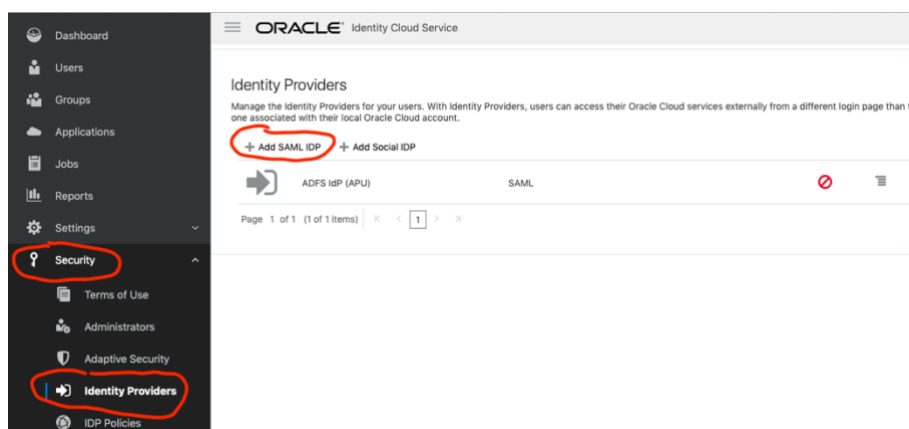 Dashboard
Users
Groups
Applications
Jobs
Reports
Settings
Security
Terms of Use
Administrators
Adaptive Security
Identity Providers
IDP Policies
ORACLE® Identity Cloud Service
Identity Providers
Manage the Identity Providers for your users. With Identity Providers, users can access their Oracle Cloud services externally from a different login page than
one associated with their local Oracle Cloud account.
+ Add SAML IDP + Add Social IDP
ADFS IdP (APU) SAML
Page 1 of 1 (1 of 1 items) 1